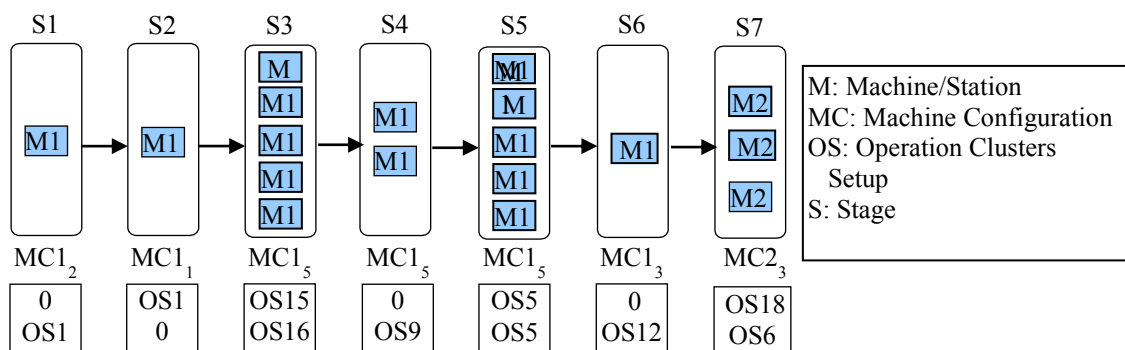 S1 S2 S3 S4 S5 S6 S7
M1
M1
M
M1
M1
M1
M1
M1
M1
M1
M
M
M1
M1
M1
M1
M2
M2
M2
M: Machine/Station
MC: Machine Configuration
OS: Operation Clusters
Setup
S: Stage
MC1₂ MC1₁ MC1₅ MC1₅ MC1₅ MC1₃ MC2₃
0 OS1 OS15 0 OS5 0 OS18
OS1 0 OS16 OS9 OS5 OS12 OS6